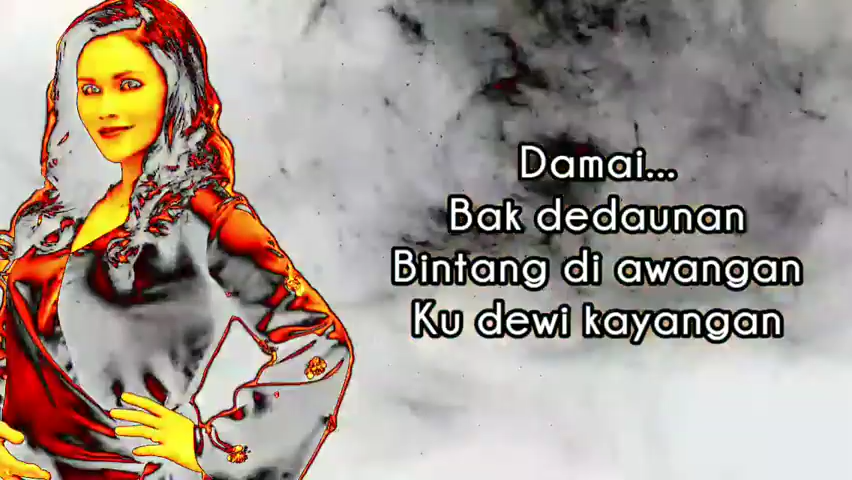 Damai...
Bak dedaunan
Bintang di awangan
Ku dewi kayangan